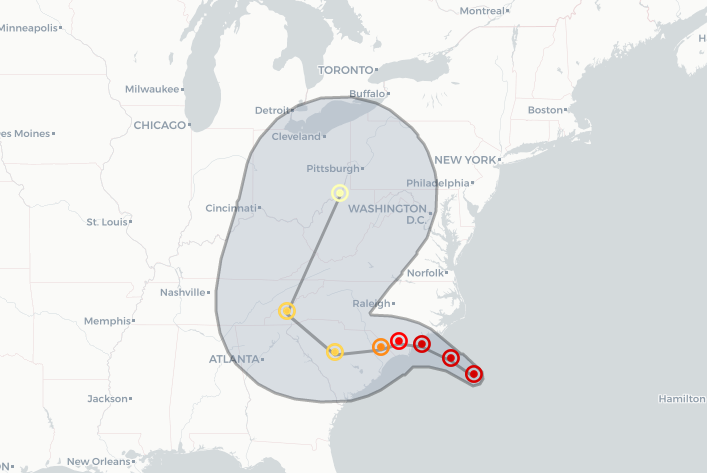 Montreal
Minneapolis
H
TORONTO
Milwaukee
Buffalo
Detroit
Boston
CHICAGO
es Moines
Cleveland
NEW YORK
Pittsburgh
Philadelphia
Cincinnati
WASHINGTON
D.C.
St. Louis
Norfolk
Nashville
Raleigh
Memphis
ATLANTA
Jackson
Hamilton
New Orleans
N